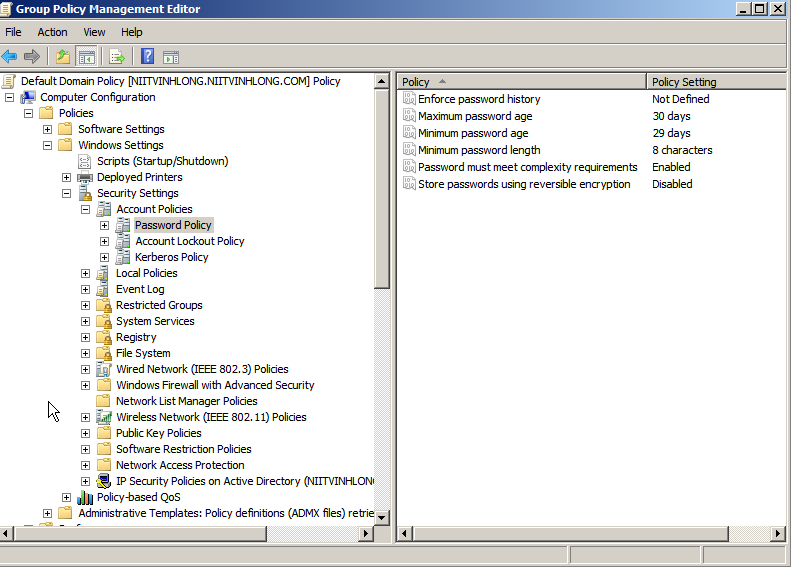 Group Policy Management Editor
File Action View Help
Default Domain Policy [NIITVINHLONG.NIITVINHLONG.COM] Policy
Computer Configuration
Policies
Software Settings
Windows Settings
Scripts (Startup/Shutdown)
Deployed Printers
Security Settings
Account Policies
Password Policy
Account Lockout Policy
Kerberos Policy
Local Policies
Event Log
Restricted Groups
System Services
Registry
File System
Wired Network (IEEE 802.3) Policies
Windows Firewall with Advanced Security
Network List Manager Policies
Wireless Network (IEEE 802.11) Policies
Public Key Policies
Software Restriction Policies
Network Access Protection
IP Security Policies on Active Directory (NIITVINHLONG
Policy-based QoS
Administrative Templates: Policy definitions (ADMX files) retrie
Policy Policy Setting
Enforce password history Not Defined
Maximum password age 30 days
Minimum password age 29 days
Minimum password length 8 characters
Password must meet complexity requirements Enabled
Store passwords using reversible encryption Disabled